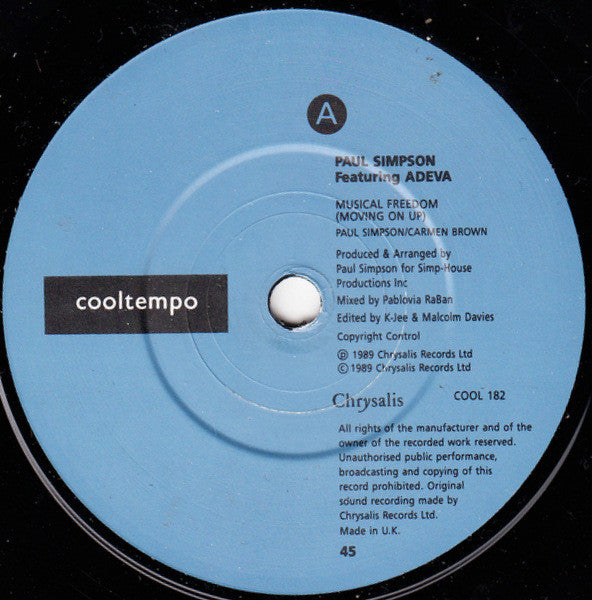 A
PAUL SIMPSON
Featuring ADEVA
MUSICAL FREEDOM
(MOVING ON UP)
PAUL SIMPSON/CARMEN BROWN
Produced & Arranged by
Paul Simpson for Simp-House
Productions Inc
Mixed by Pablovia RaBan
Edited by K-Jee & Malcolm Davies
Copyright Control
℗ 1989 Chrysalis Records Ltd
© 1989 Chrysalis Records Ltd
cooltempo
Chrysalis COOL 182
All rights of the manufacturer and of the
owner of the recorded work reserved.
Unauthorised public performance,
broadcasting and copying of this
record prohibited. Original
sound recording made by
Chrysalis Records Ltd.
Made in U.K.
45